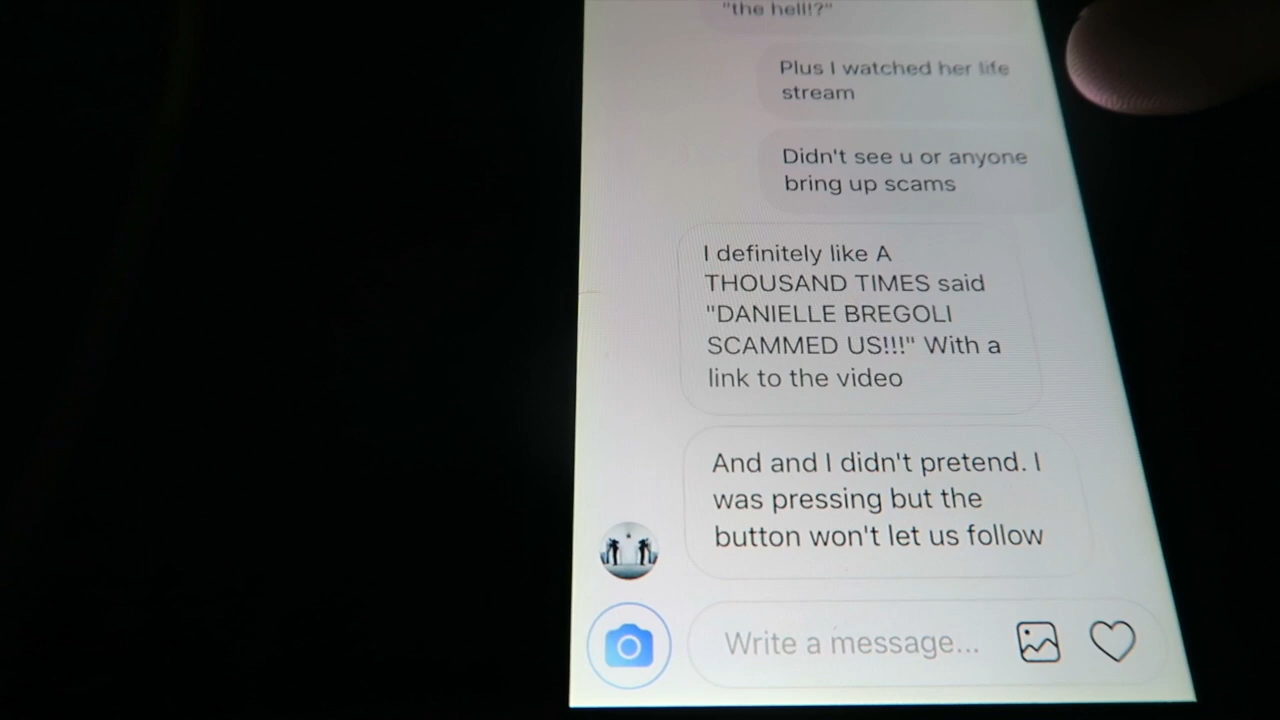 "the hell!?"
Plus I watched her life
stream
Didn't see u or anyone
bring up scams
I definitely like A
THOUSAND TIMES said
"DANIELLE BREGOLI
SCAMMED US!!!" With a
link to the video
And and I didn't pretend. I
was pressing but the
button won't let us follow
Write a message...